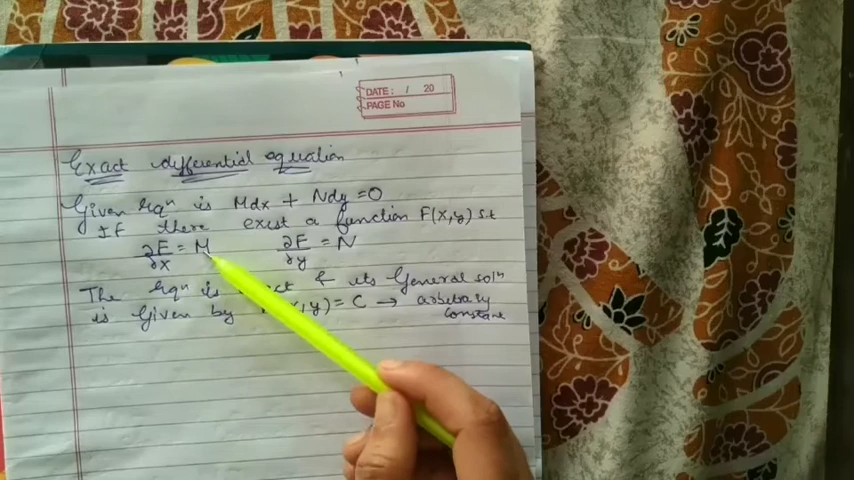 DATE: / 20
PAGE No
Exact differential equation
Given Eqn is Mdx + Ndy = 0
If there exist a function F(x,y) s.t
∂F/∂x = M ∂F/∂y = N
The Eqn is & its General soln
is Given by (x,y) = C → arbitary
constant